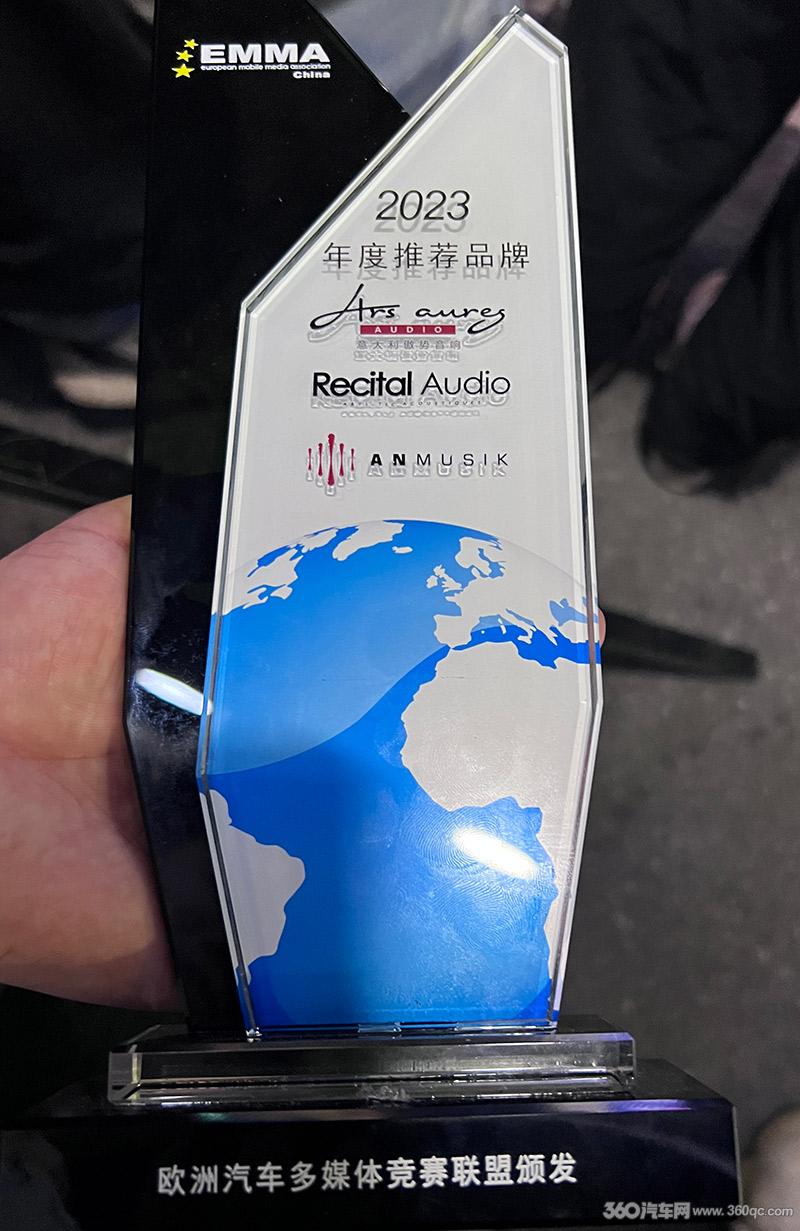 EMMA
european mobile media association
China
2023
年度推荐品牌
Ars aures
AUDIO
意大利傲势音响
Recital Audio
ANMUSIK
欧洲汽车多媒体竞赛联盟颁发
360汽车网 www.360qc.com